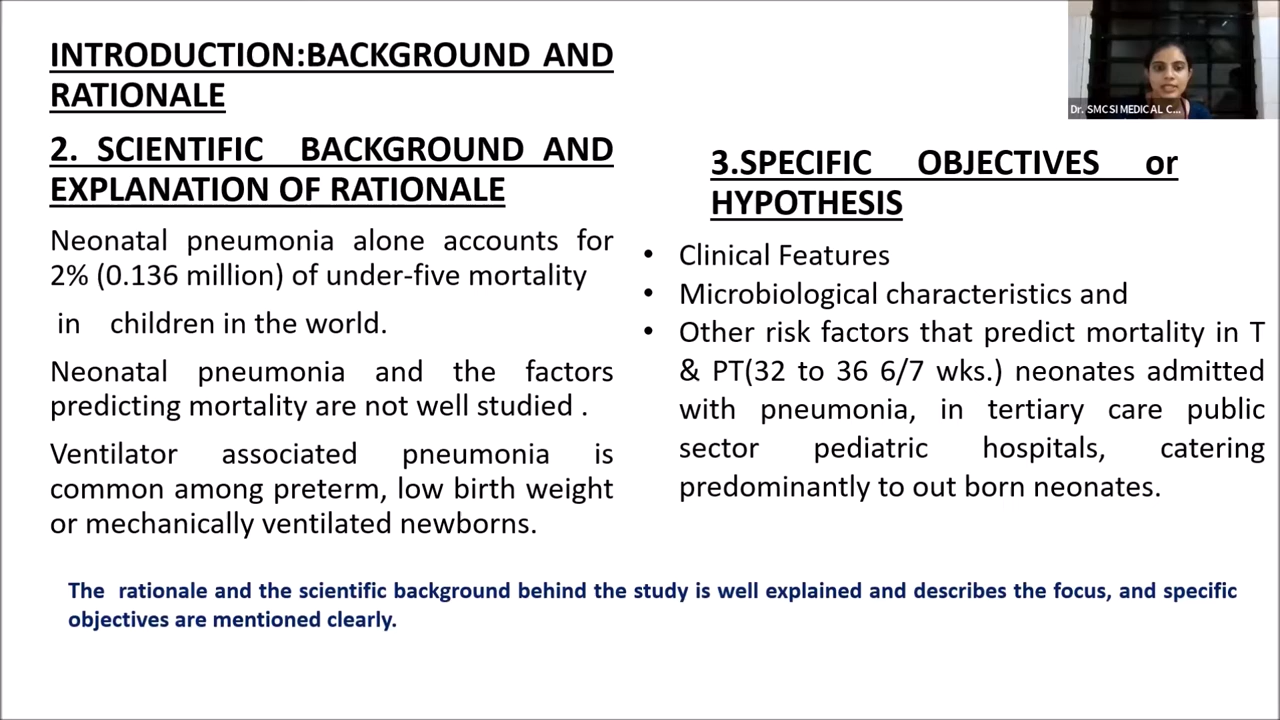 INTRODUCTION:BACKGROUND AND
RATIONALE
2. SCIENTIFIC BACKGROUND AND
EXPLANATION OF RATIONALE
Neonatal pneumonia alone accounts for
2% (0.136 million) of under-five mortality
in children in the world.
Neonatal pneumonia and the factors
predicting mortality are not well studied .
Ventilator associated pneumonia is
common among preterm, low birth weight
or mechanically ventilated newborns.
3.SPECIFIC OBJECTIVES or
HYPOTHESIS
• Clinical Features
• Microbiological characteristics and
• Other risk factors that predict mortality in T
& PT(32 to 36 6/7 wks.) neonates admitted
with pneumonia, in tertiary care public
sector pediatric hospitals, catering
predominantly to out born neonates.
The rationale and the scientific background behind the study is well explained and describes the focus, and specific
objectives are mentioned clearly.
Dr. SMCSI MEDICAL C...